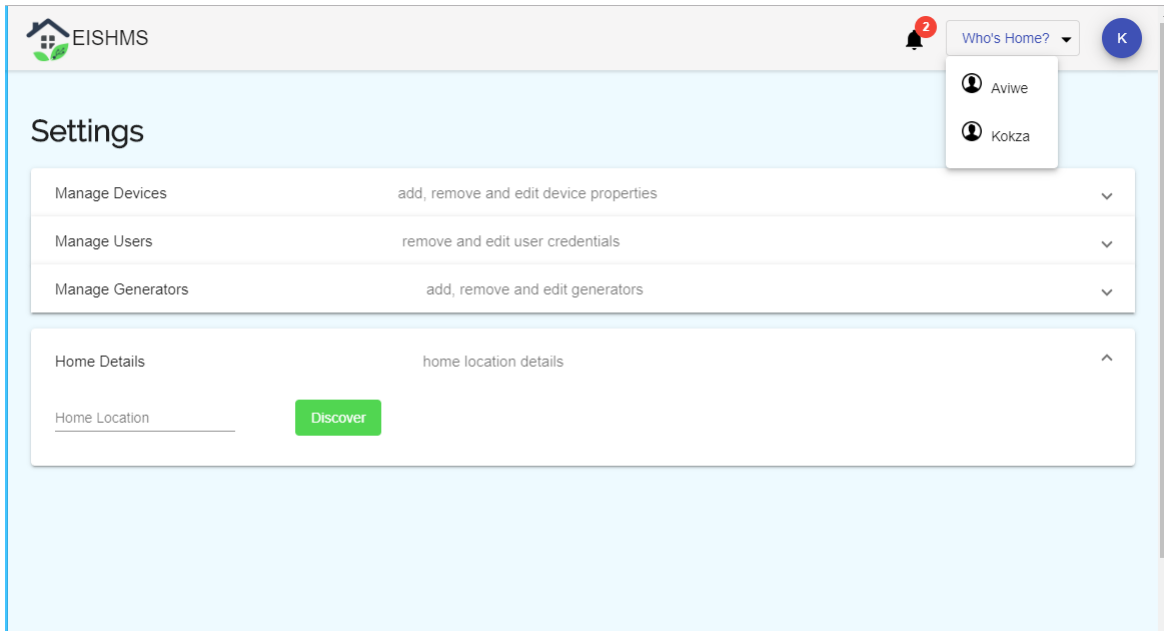 EISHMS
2
Who's Home?
K
Aviwe
Kokza
Settings
Manage Devices add, remove and edit device properties
Manage Users remove and edit user credentials
Manage Generators add, remove and edit generators
Home Details home location details
Home Location Discover